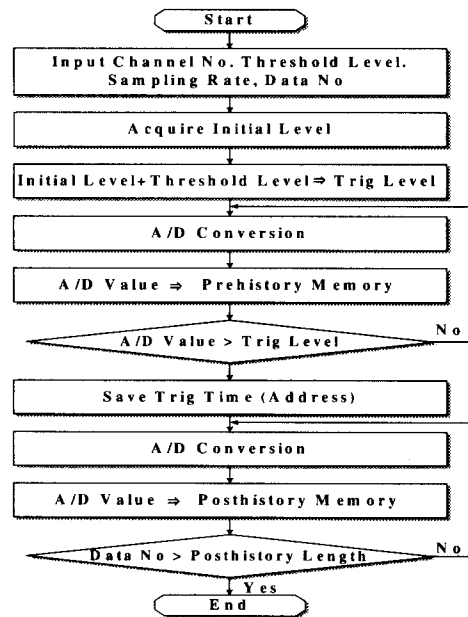 Start
Input Channel No. Threshold Level.
Sampling Rate, Data No
Acquire Initial Level
Initial Level+Threshold Level⇒ Trig Level
A/D Conversion
A/D Value ⇒ Prehistory Memory
A/D Value > Trig Level
No
Save Trig Time (Address)
A/D Conversion
A/D Value ⇒ Posthistory Memory
Data No > Posthistory Length
No
Yes
End